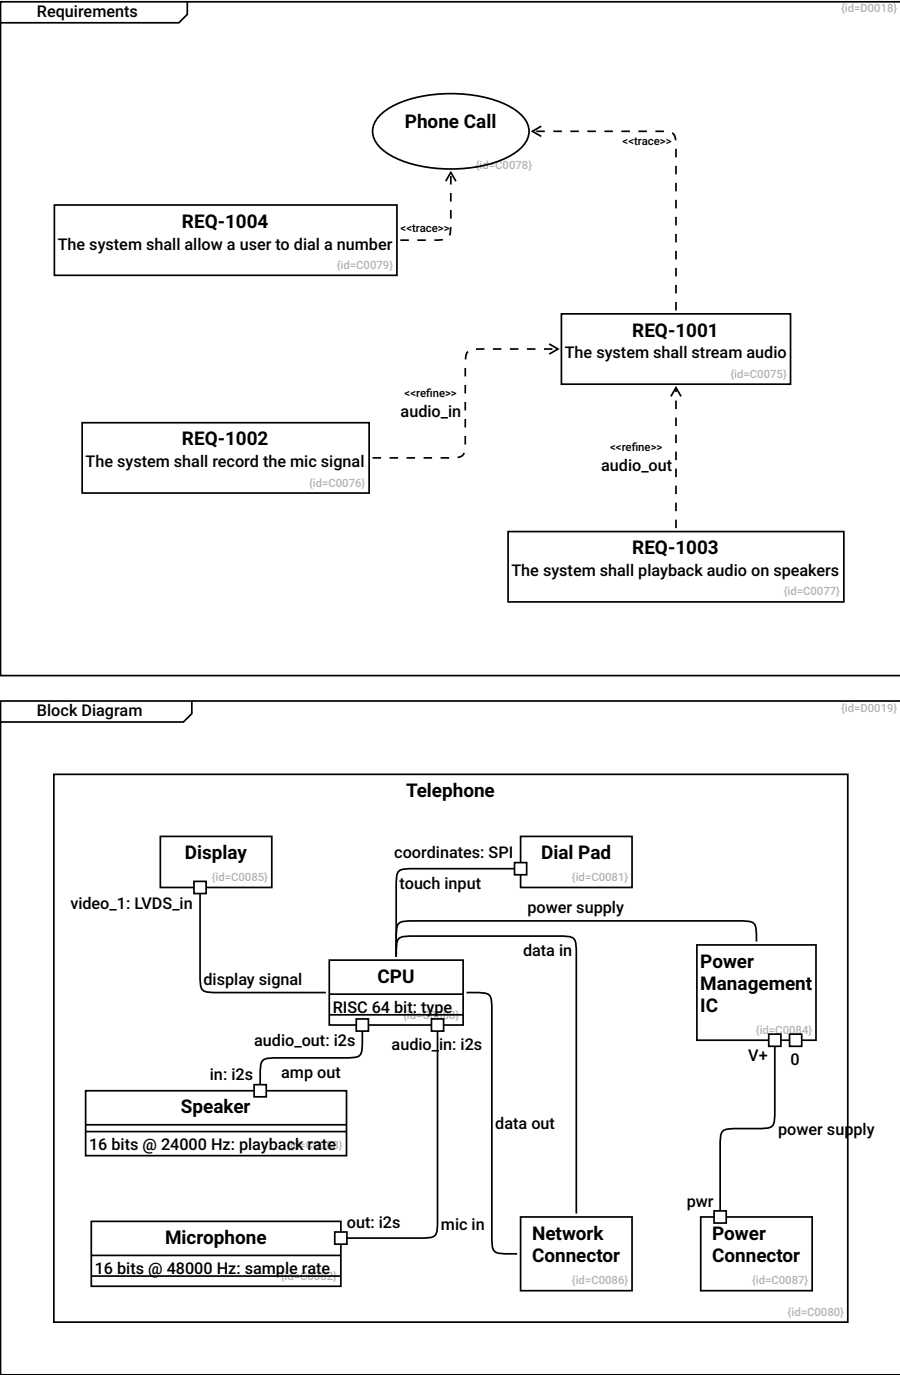 Requirements
{id=D0018}
Phone Call
{id=C0078}
<<trace>>
REQ-1004
The system shall allow a user to dial a number
{id=C0079}
<<trace>>
REQ-1001
The system shall stream audio
{id=C0075}
<<refine>>
audio_in
REQ-1002
The system shall record the mic signal
{id=C0076}
<<refine>>
audio_out
REQ-1003
The system shall playback audio on speakers
{id=C0077}
Block Diagram
{id=D0019}
Telephone
Display
{id=C0085}
video_1: LVDS_in
coordinates: SPI
Dial Pad
{id=C0081}
touch input
power supply
data in
Power
Management
IC
{id=C0084}
V+
0
display signal
CPU
RISC 64 bit: type
audio_out: i2s
audio_in: i2s
in: i2s
amp out
Speaker
16 bits @ 24000 Hz: playback rate
data out
power supply
pwr
Microphone
16 bits @ 48000 Hz: sample rate
out: i2s
mic in
Network
Connector
{id=C0086}
Power
Connector
{id=C0087}
{id=C0080}